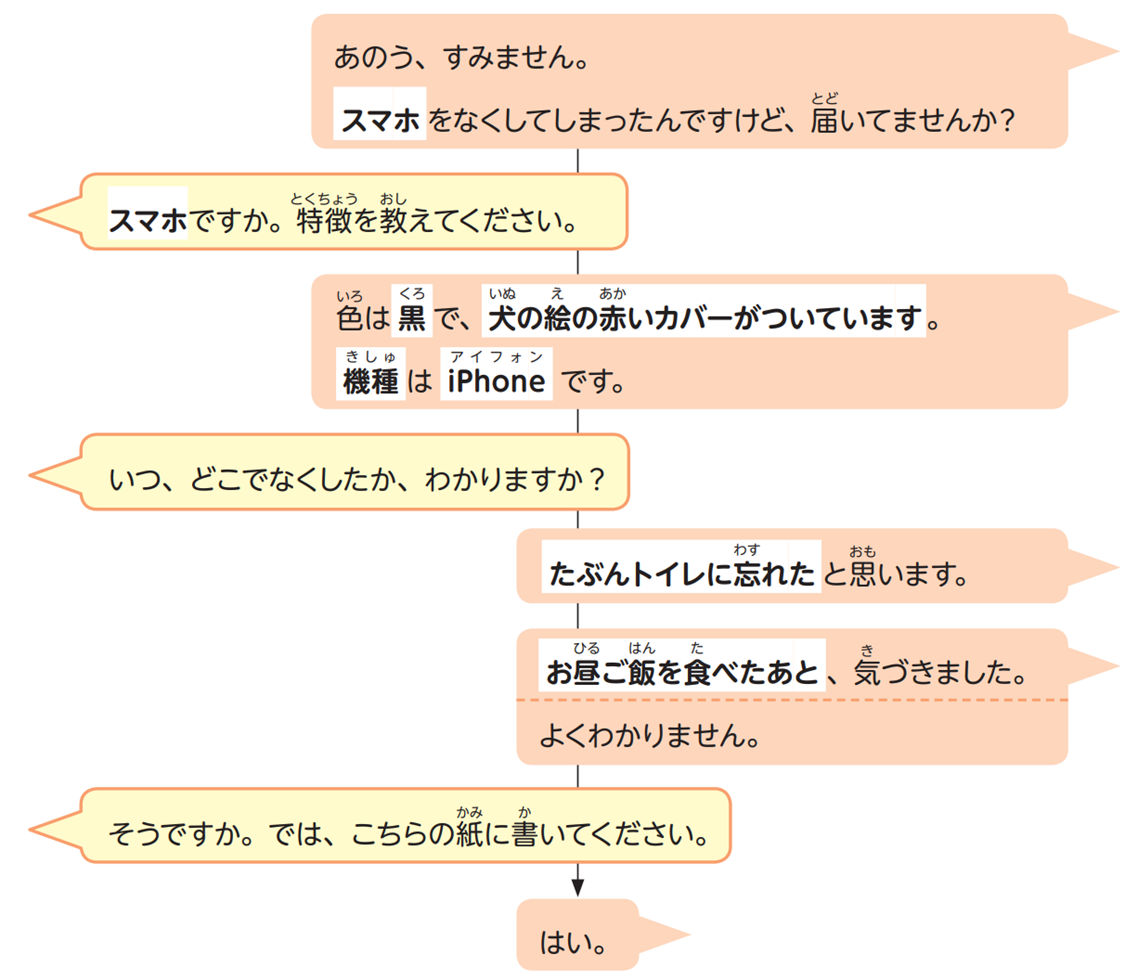 あのう、すみません。
スマホをなくしてしまったんですけど、届いてませんか?
とど
スマホですか。特徴を教えてください。
とくちょう おし
色は黒で、犬の絵の赤いカバーがついています。
いろ くろ いぬ え あか
機種は iPhone です。
きしゅ アイフォン
いつ、どこでなくしたか、わかりますか？
たぶんトイレに忘れたと思います。
わす おも
お昼ご飯を食べたあと、気づきました。
ひる はん た き
よくわかりません。
そうですか。では、こちらの紙に書いてください。
かみ か
はい。